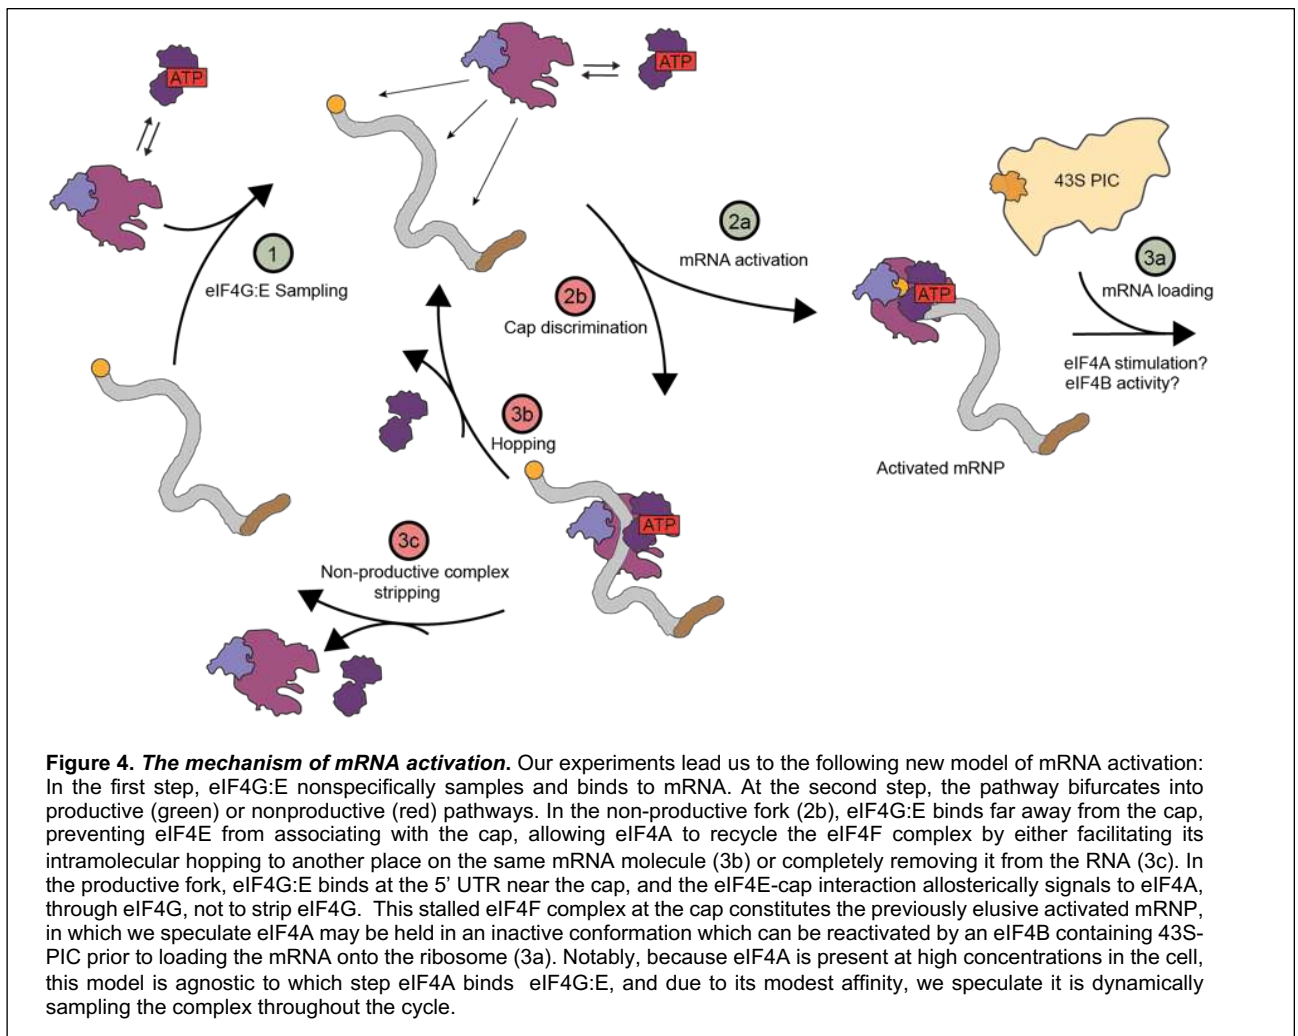 ATP
ATP
43S PIC
1
eIF4G:E Sampling
2a
mRNA activation
2b
Cap discrimination
ATP
3a
mRNA loading
eIF4A stimulation?
eIF4B activity?
3b
Hopping
Activated mRNP
ATP
3c
Non-productive complex
stripping
Figure 4. The mechanism of mRNA activation. Our experiments lead us to the following new model of mRNA activation:
In the first step, eIF4G:E nonspecifically samples and binds to mRNA. At the second step, the pathway bifurcates into
productive (green) or nonproductive (red) pathways. In the non-productive fork (2b), eIF4G:E binds far away from the cap,
preventing eIF4E from associating with the cap, allowing eIF4A to recycle the eIF4F complex by either facilitating its
intramolecular hopping to another place on the same mRNA molecule (3b) or completely removing it from the RNA (3c). In
the productive fork, eIF4G:E binds at the 5’ UTR near the cap, and the eIF4E-cap interaction allosterically signals to eIF4A,
through eIF4G, not to strip eIF4G. This stalled eIF4F complex at the cap constitutes the previously elusive activated mRNP,
in which we speculate eIF4A may be held in an inactive conformation which can be reactivated by an eIF4B containing 43S-
PIC prior to loading the mRNA onto the ribosome (3a). Notably, because eIF4A is present at high concentrations in the cell,
this model is agnostic to which step eIF4A binds eIF4G:E, and due to its modest affinity, we speculate it is dynamically
sampling the complex throughout the cycle.